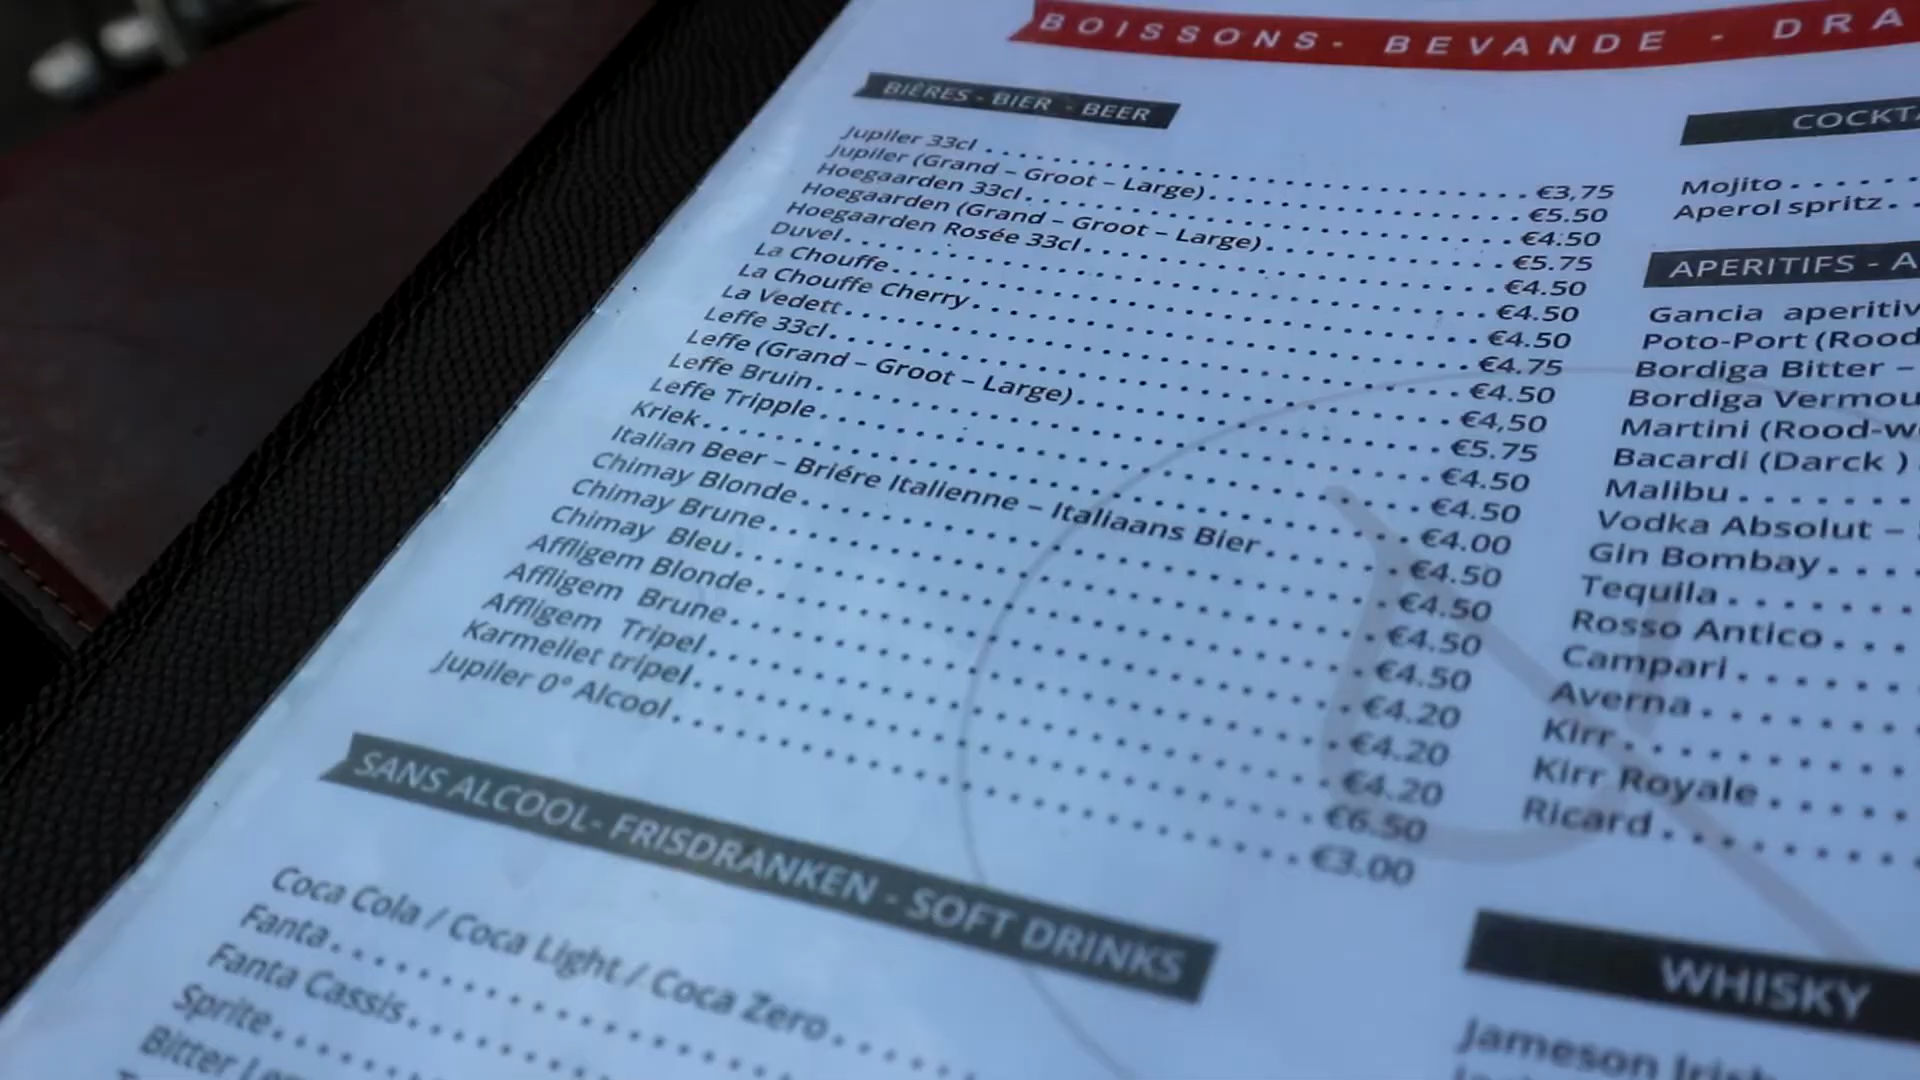 BOISSONS- BEVANDE - DRA
BIÈRES - BIER - BEER
Jupiler 33cl €3,75
Jupiler (Grand – Groot – Large) €5.50
Hoegaarden 33cl €4.50
Hoegaarden (Grand – Groot – Large) €5.75
Hoegaarden Rosée 33cl €4.50
Duvel €4.50
La Chouffe €4.50
La Chouffe Cherry €4.75
La Vedett €4.50
Leffe 33cl €4,50
Leffe (Grand – Groot – Large) €5.75
Leffe Bruin €4.50
Leffe Tripple €4.50
Kriek €4.00
Italian Beer – Briére Italienne – Italiaans Bier €4.50
Chimay Blonde €4.50
Chimay Brune €4.50
Chimay Bleu €4.50
Affligem Blonde €4.20
Affligem Brune €4.20
Affligem Tripel €4.20
Karmeliet tripel €6.50
Jupiler 0° Alcool €3.00
SANS ALCOOL- FRISDRANKEN - SOFT DRINKS
Coca Cola / Coca Light / Coca Zero
Fanta
Fanta Cassis
Sprite
Bitter
COCKTA
Mojito
Aperol spritz
APERITIFS - A
Gancia aperitiv
Poto-Port (Rood
Bordiga Bitter –
Bordiga Vermou
Martini (Rood-w
Bacardi (Darck )
Malibu
Vodka Absolut –
Gin Bombay
Tequila
Rosso Antico
Campari
Averna
Kirr
Kirr Royale
Ricard
WHISKY
Jameson Irish